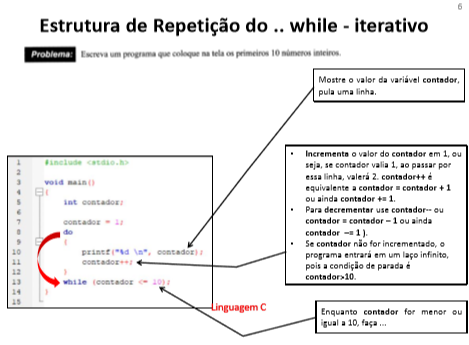 6
Estrutura de Repetição do .. while - iterativo
Problema: Escreva um programa que coloque na tela os primeiros 10 números inteiros.
Mostre o valor da variável contador,
pula uma linha.
• Incrementa o valor do contador em 1, ou
seja, se contador valia 1, ao passar por
essa linha, valerá 2. contador++ é
equivalente a contador = contador + 1
ou ainda contador += 1.
• Para decrementar use contador-- ou
contador = contador – 1 ou ainda
contador –= 1 ).
• Se contador não for incrementado, o
programa entrará em um laço infinito,
pois a condição de parada é
contador>10.
1 #include <stdio.h>
2
3 void main()
4 {
5 int contador;
6
7 contador = 1;
8 do
9 {
10 printf("%d \n", contador);
11 contador++;
12 }
13 while (contador <= 10);
14 }
15
Linguagem C
Enquanto contador for menor ou
igual a 10, faça ...